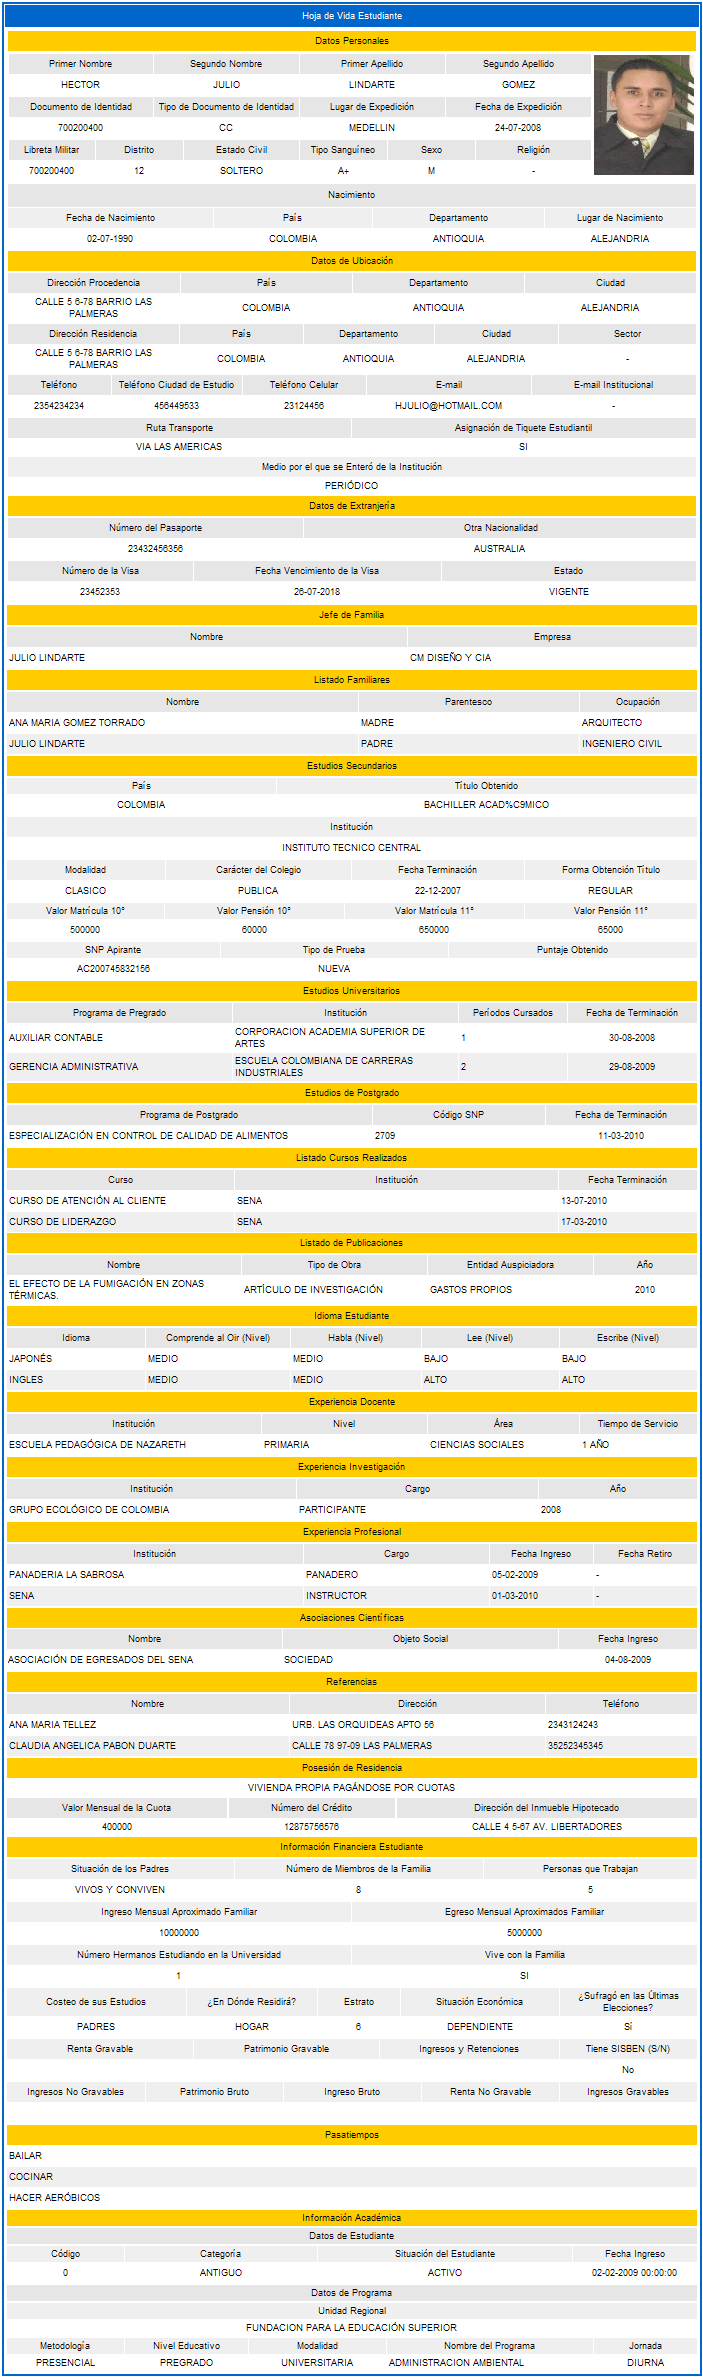 Hoja de Vida Estudiante
Datos Personales
Primer Nombre Segundo Nombre Primer Apellido Segundo Apellido
HECTOR JULIO LINDARTE GOMEZ
Documento de Identidad Tipo de Documento de Identidad Lugar de Expedición Fecha de Expedición
700200400 CC MEDELLIN 24-07-2008
Libreta Militar Distrito Estado Civil Tipo Sanguíneo Sexo Religión
700200400 12 SOLTERO A+ M -
Nacimiento
Fecha de Nacimiento País Departamento Lugar de Nacimiento
02-07-1990 COLOMBIA ANTIOQUIA ALEJANDRIA
Datos de Ubicación
Dirección Procedencia País Departamento Ciudad
CALLE 5 6-78 BARRIO LAS
PALMERAS COLOMBIA ANTIOQUIA ALEJANDRIA
Dirección Residencia País Departamento Ciudad Sector
CALLE 5 6-78 BARRIO LAS
PALMERAS COLOMBIA ANTIOQUIA ALEJANDRIA -
Teléfono Teléfono Ciudad de Estudio Teléfono Celular E-mail E-mail Institucional
2354234234 456449533 23124456 HJULIO@HOTMAIL.COM -
Ruta Transporte Asignación de Tiquete Estudiantil
VIA LAS AMERICAS SI
Medio por el que se Enteró de la Institución
PERIÓDICO
Datos de Extranjería
Número del Pasaporte Otra Nacionalidad
23432456356 AUSTRALIA
Número de la Visa Fecha Vencimiento de la Visa Estado
23452353 26-07-2018 VIGENTE
Jefe de Familia
Nombre Empresa
JULIO LINDARTE CM DISEÑO Y CIA
Listado Familiares
Nombre Parentesco Ocupación
ANA MARIA GOMEZ TORRADO MADRE ARQUITECTO
JULIO LINDARTE PADRE INGENIERO CIVIL
Estudios Secundarios
País Título Obtenido
COLOMBIA BACHILLER ACAD%C9MICO
Institución
INSTITUTO TECNICO CENTRAL
Modalidad Carácter del Colegio Fecha Terminación Forma Obtención Título
CLASICO PUBLICA 22-12-2007 REGULAR
Valor Matrícula 10° Valor Pensión 10° Valor Matrícula 11° Valor Pensión 11°
500000 60000 650000 65000
SNP Apirante Tipo de Prueba Puntaje Obtenido
AC200745832156 NUEVA
Estudios Universitarios
Programa de Pregrado Institución Períodos Cursados Fecha de Terminación
AUXILIAR CONTABLE CORPORACION ACADEMIA SUPERIOR DE
ARTES 1 30-08-2008
GERENCIA ADMINISTRATIVA ESCUELA COLOMBIANA DE CARRERAS
INDUSTRIALES 2 29-08-2009
Estudios de Postgrado
Programa de Postgrado Código SNP Fecha de Terminación
ESPECIALIZACIÓN EN CONTROL DE CALIDAD DE ALIMENTOS 2709 11-03-2010
Listado Cursos Realizados
Curso Institución Fecha Terminación
CURSO DE ATENCIÓN AL CLIENTE SENA 13-07-2010
CURSO DE LIDERAZGO SENA 17-03-2010
Listado de Publicaciones
Nombre Tipo de Obra Entidad Auspiciadora Año
EL EFECTO DE LA FUMIGACIÓN EN ZONAS
TÉRMICAS. ARTÍCULO DE INVESTIGACIÓN GASTOS PROPIOS 2010
Idioma Estudiante
Idioma Comprende al Oir (Nivel) Habla (Nivel) Lee (Nivel) Escribe (Nivel)
JAPONÉS MEDIO MEDIO BAJO BAJO
INGLES MEDIO MEDIO ALTO ALTO
Experiencia Docente
Institución Nivel Área Tiempo de Servicio
ESCUELA PEDAGÓGICA DE NAZARETH PRIMARIA CIENCIAS SOCIALES 1 AÑO
Experiencia Investigación
Institución Cargo Año
GRUPO ECOLÓGICO DE COLOMBIA PARTICIPANTE 2008
Experiencia Profesional
Institución Cargo Fecha Ingreso Fecha Retiro
PANADERIA LA SABROSA PANADERO 05-02-2009 -
SENA INSTRUCTOR 01-03-2010 -
Asociaciones Científicas
Nombre Objeto Social Fecha Ingreso
ASOCIACIÓN DE EGRESADOS DEL SENA SOCIEDAD 04-08-2009
Referencias
Nombre Dirección Teléfono
ANA MARIA TELLEZ URB. LAS ORQUIDEAS APTO 56 2343124243
CLAUDIA ANGELICA PABON DUARTE CALLE 78 97-09 LAS PALMERAS 35252345345
Posesión de Residencia
VIVIENDA PROPIA PAGÁNDOSE POR CUOTAS
Valor Mensual de la Cuota Número del Crédito Dirección del Inmueble Hipotecado
400000 12875756576 CALLE 4 5-67 AV. LIBERTADORES
Información Financiera Estudiante
Situación de los Padres Número de Miembros de la Familia Personas que Trabajan
VIVOS Y CONVIVEN 8 5
Ingreso Mensual Aproximado Familiar Egreso Mensual Aproximados Familiar
10000000 5000000
Número Hermanos Estudiando en la Universidad Vive con la Familia
1 SI
Costeo de sus Estudios ¿En Dónde Residirá? Estrato Situación Económica ¿Sufragó en las Últimas
Elecciones?
PADRES HOGAR 6 DEPENDIENTE Sí
Renta Gravable Patrimonio Gravable Ingresos y Retenciones Tiene SISBEN (S/N)
No
Ingresos No Gravables Patrimonio Bruto Ingreso Bruto Renta No Gravable Ingresos Gravables
Pasatiempos
BAILAR
COCINAR
HACER AERÓBICOS
Información Académica
Datos de Estudiante
Código Categoría Situación del Estudiante Fecha Ingreso
0 ANTIGUO ACTIVO 02-02-2009 00:00:00
Datos de Programa
Unidad Regional
FUNDACION PARA LA EDUCACIÓN SUPERIOR
Metodología Nivel Educativo Modalidad Nombre del Programa Jornada
PRESENCIAL PREGRADO UNIVERSITARIA ADMINISTRACION AMBIENTAL DIURNA